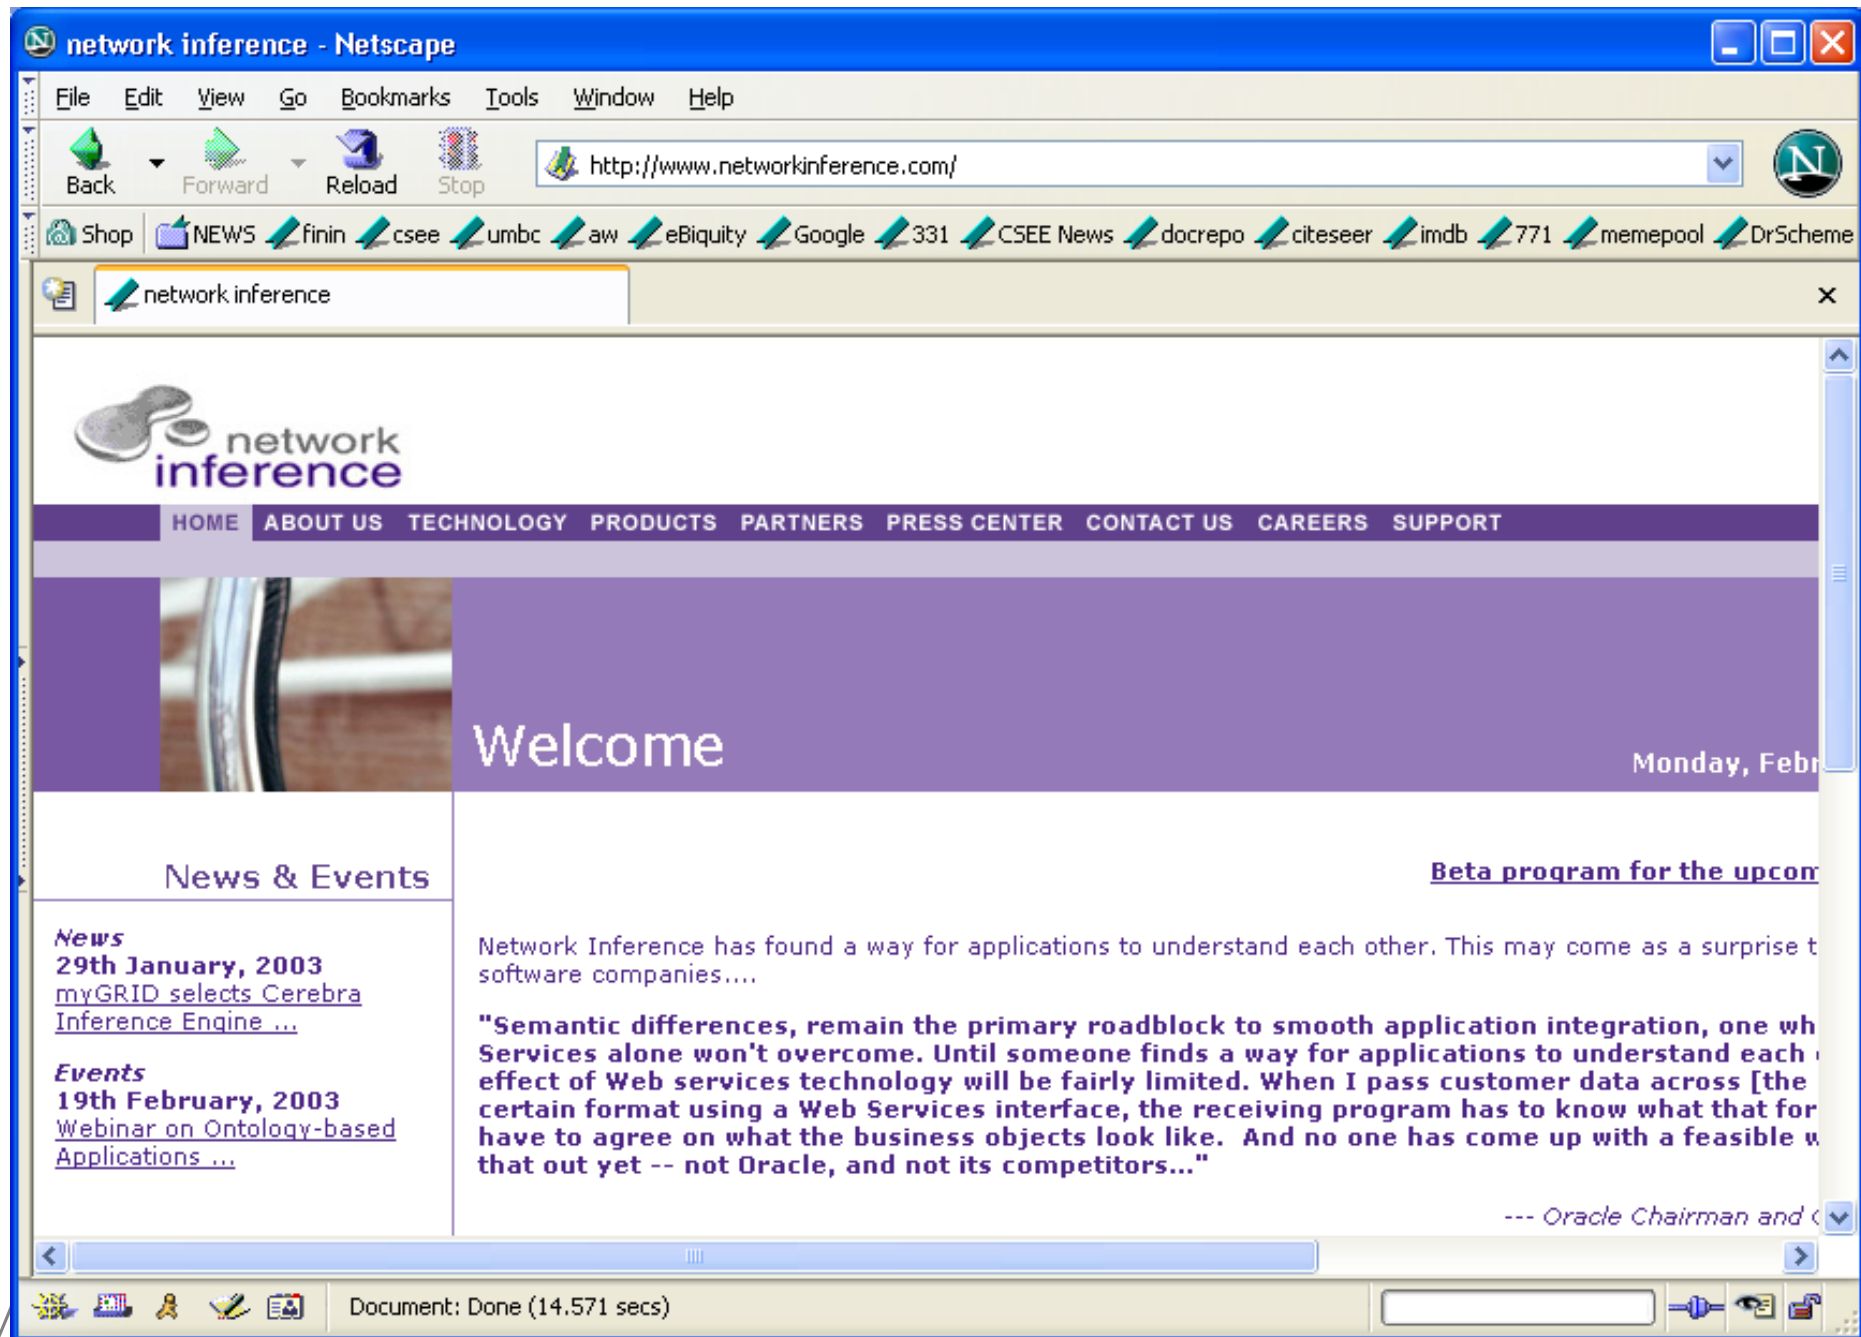 network inference - Netscape
File Edit View Go Bookmarks Tools Window Help
Back Forward Reload Stop http://www.networkinference.com/ N
Shop NEWS finin csee umbc aw eBiquity Google 331 CSEE News docrepo citeseer imdb 771 memepool DrScheme
network inference
network
inference
HOME ABOUT US TECHNOLOGY PRODUCTS PARTNERS PRESS CENTER CONTACT US CAREERS SUPPORT
Welcome
Monday, Febr
News & Events
News
29th January, 2003
myGRID selects Cerebra
Inference Engine ...
Events
19th February, 2003
Webinar on Ontology-based
Applications ...
Beta program for the upcom
Network Inference has found a way for applications to understand each other. This may come as a surprise t
software companies....
"Semantic differences, remain the primary roadblock to smooth application integration, one wh
Services alone won't overcome. Until someone finds a way for applications to understand each
effect of Web services technology will be fairly limited. When I pass customer data across [the
certain format using a Web Services interface, the receiving program has to know what that for
have to agree on what the business objects look like. And no one has come up with a feasible w
that out yet -- not Oracle, and not its competitors..."
--- Oracle Chairman and
Document: Done (14.571 secs)